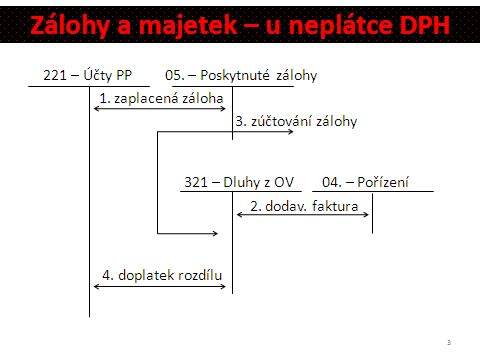 Zálohy a majetek – u neplátce DPH
221 – Účty PP 05. – Poskytnuté zálohy
1. zaplacená záloha
3. zúčtování zálohy
321 – Dluhy z OV 04. – Pořízení
2. dodav. faktura
4. doplatek rozdílu
3